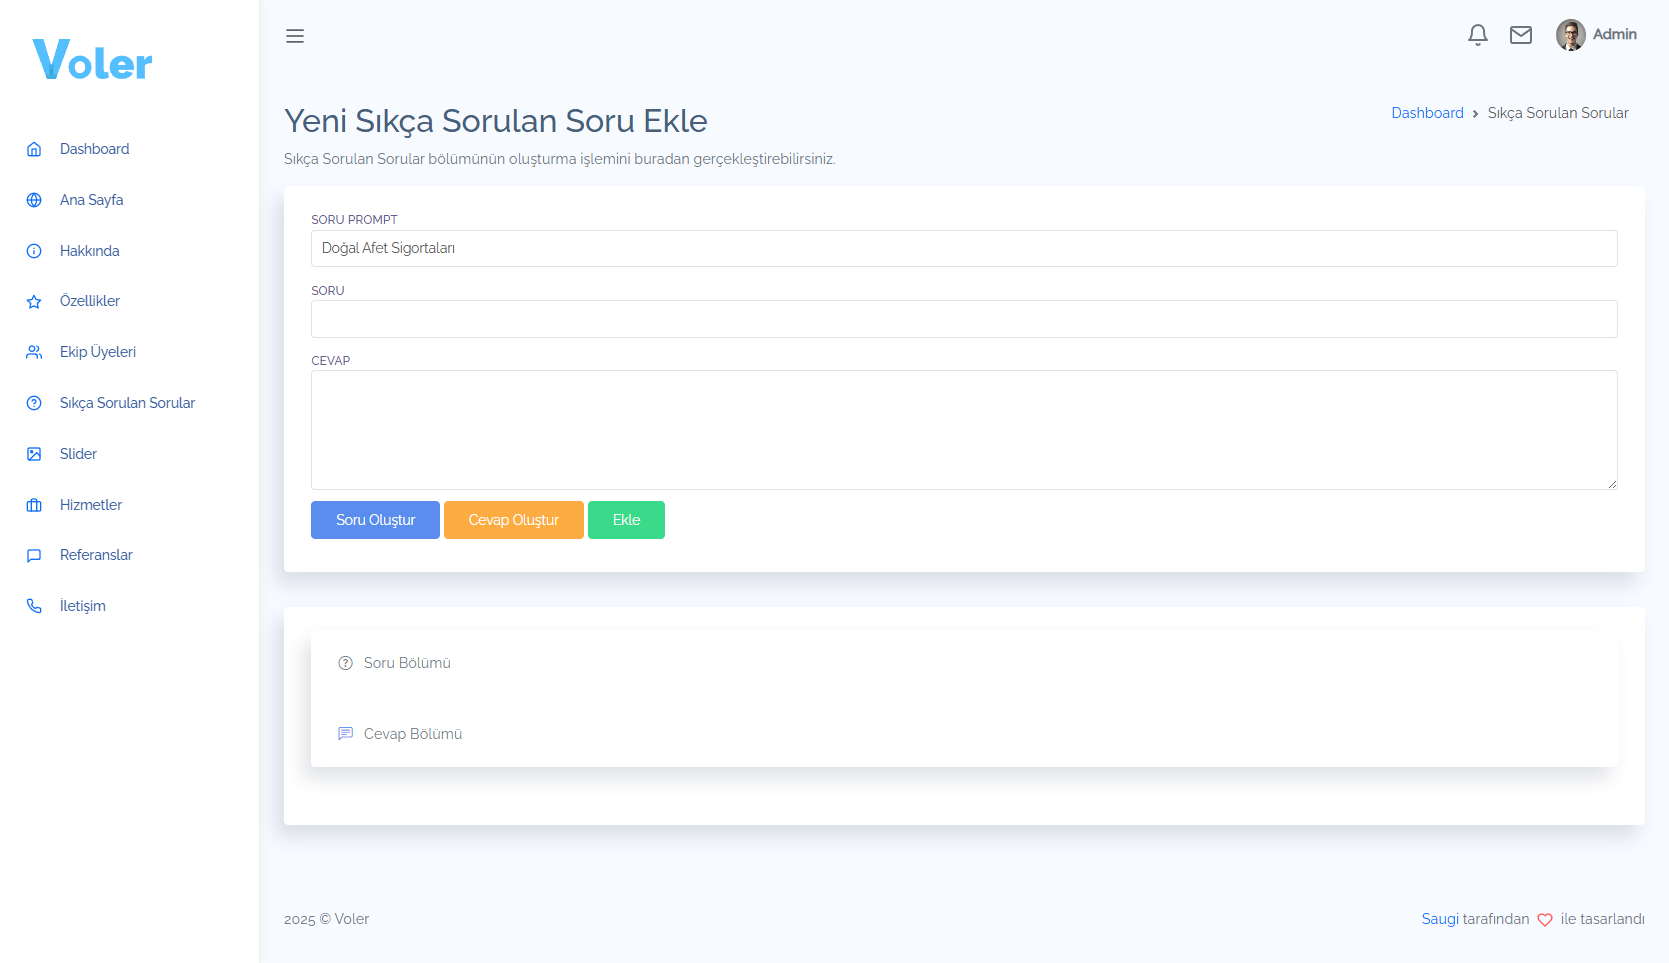 Voler
Admin
Dashboard
Ana Sayfa
Hakkında
Özellikler
Ekip Üyeleri
Sıkça Sorulan Sorular
Slider
Hizmetler
Referanslar
İletişim
Yeni Sıkça Sorulan Soru Ekle
Dashboard › Sıkça Sorulan Sorular
Sıkça Sorulan Sorular bölümünün oluşturma işlemini buradan gerçekleştirebilirsiniz.
SORU PROMPT
Doğal Afet Sigortaları
SORU
CEVAP
Soru Oluştur Cevap Oluştur Ekle
Soru Bölümü
Cevap Bölümü
2025 © Voler
Saugi tarafından ile tasarlandı